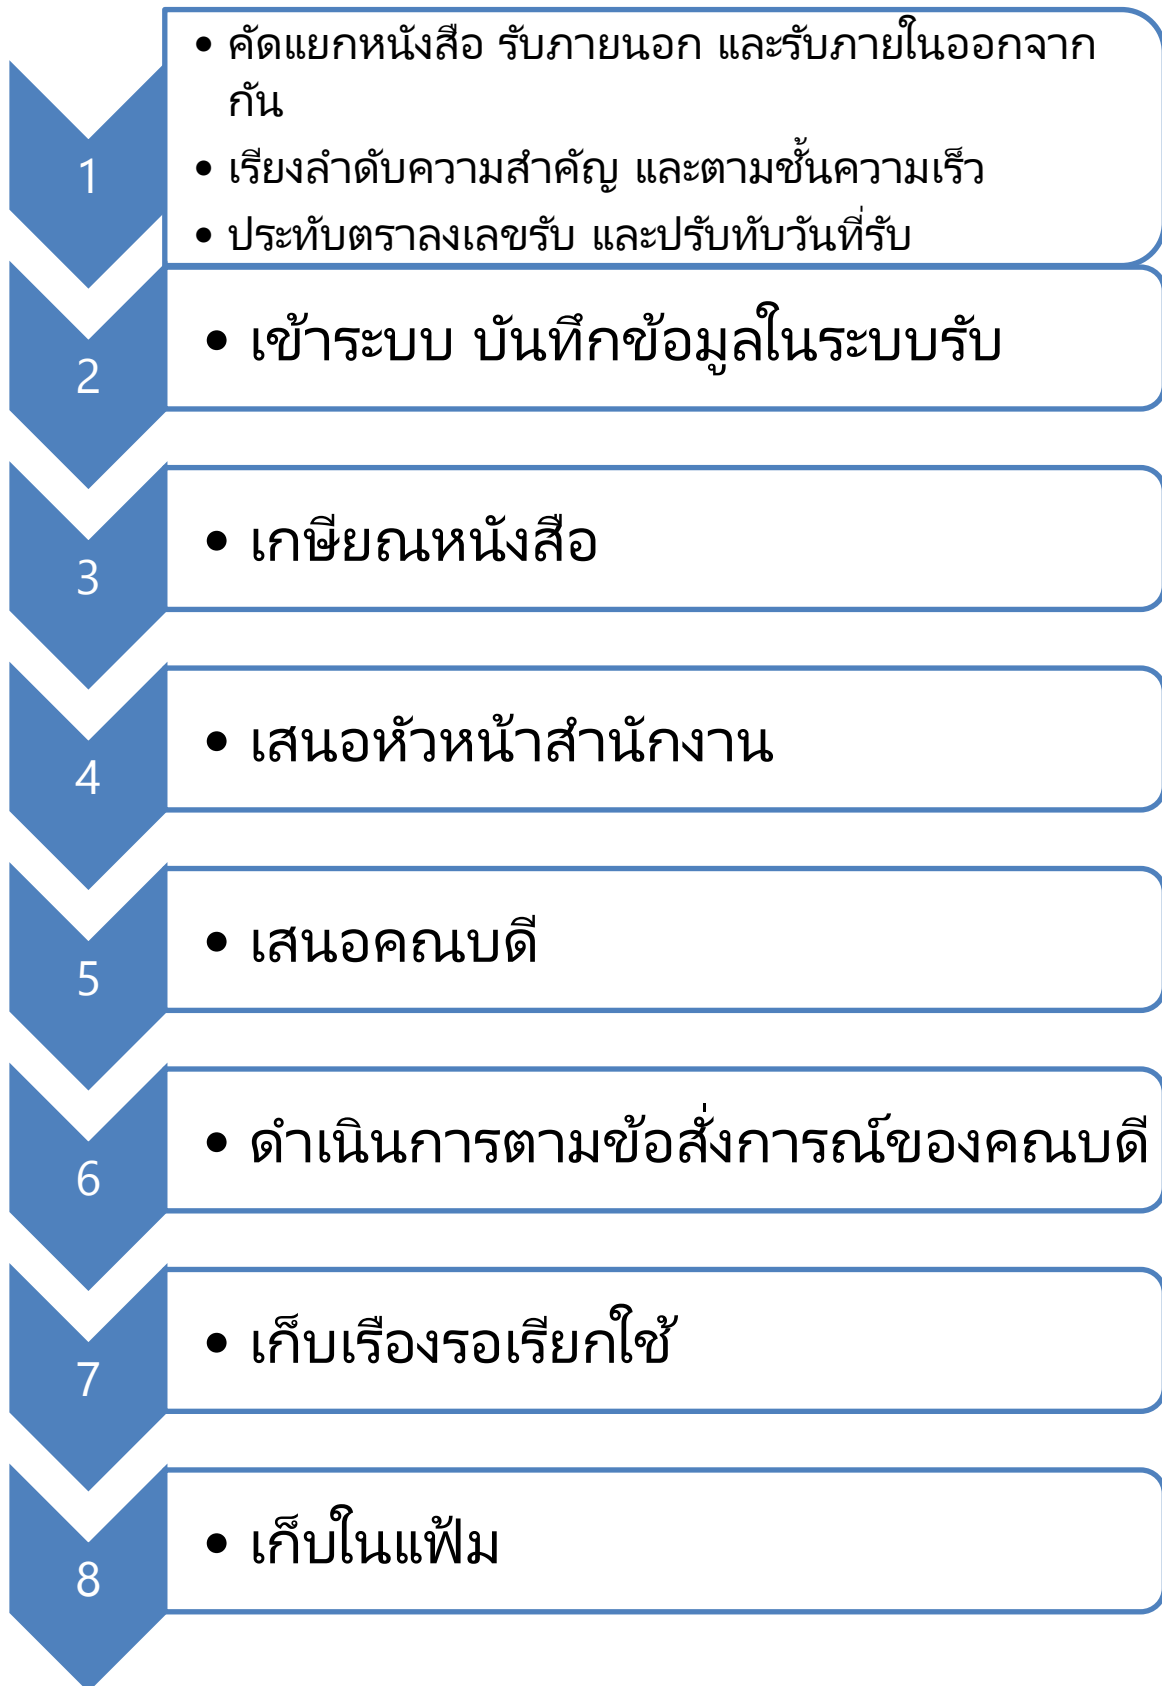 1
• คัดแยกหนังสือ รับภายนอก และรับภายในออกจาก
กัน
• เรียงลำดับความสำคัญ และตามชั้นความเร็ว
• ประทับตราลงเลขรับ และปรับทับวันที่รับ
2
• เข้าระบบ บันทึกข้อมูลในระบบรับ
3
• เกษียณหนังสือ
4
• เสนอหัวหน้าสำนักงาน
5
• เสนอคณบดี
6
• ดำเนินการตามข้อสั่งการณ์ของคณบดี
7
• เก็บเรืองรอเรียกใช้
8
• เก็บในแฟ้ม